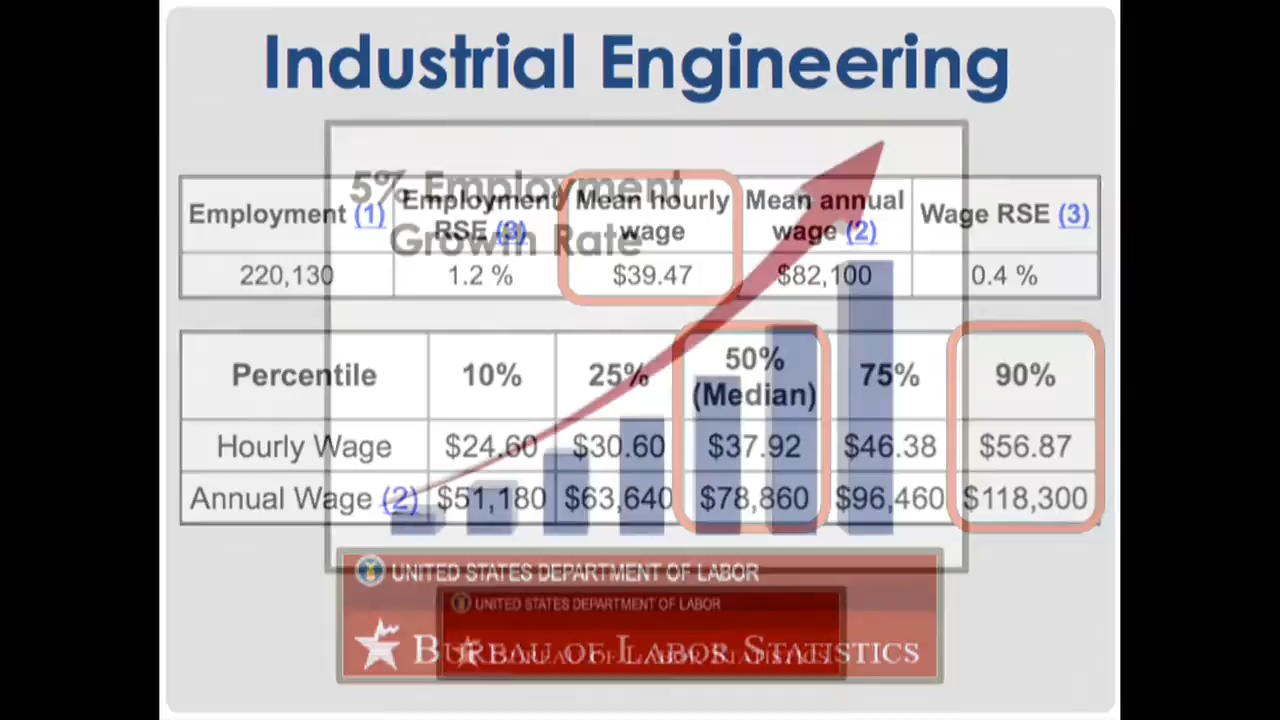 Industrial Engineering
5% Employment
Growth Rate
Employment (1) Employment RSE (3) Mean hourly wage Mean annual wage (2) Wage RSE (3)
220,130 1.2 % $39.47 $82,100 0.4 %
Percentile 10% 25% 50% (Median) 75% 90%
Hourly Wage $24.60 $30.60 $37.92 $46.38 $56.87
Annual Wage (2) $51,180 $63,640 $78,860 $96,460 $118,300
UNITED STATES DEPARTMENT OF LABOR
UNITED STATES DEPARTMENT OF LABOR
BUREAU OF LABOR STATISTICS
BUREAU OF LABOR STATISTICS